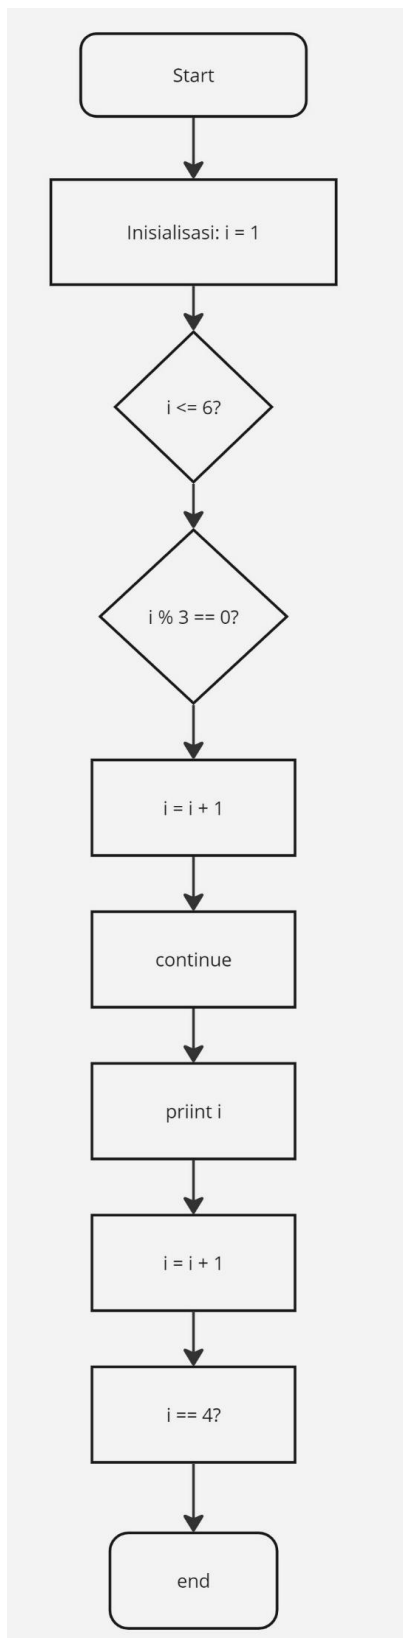 Start
Inisialisasi: i = 1
i <= 6?
i % 3 == 0?
i = i + 1
continue
priint i
i = i + 1
i == 4?
end